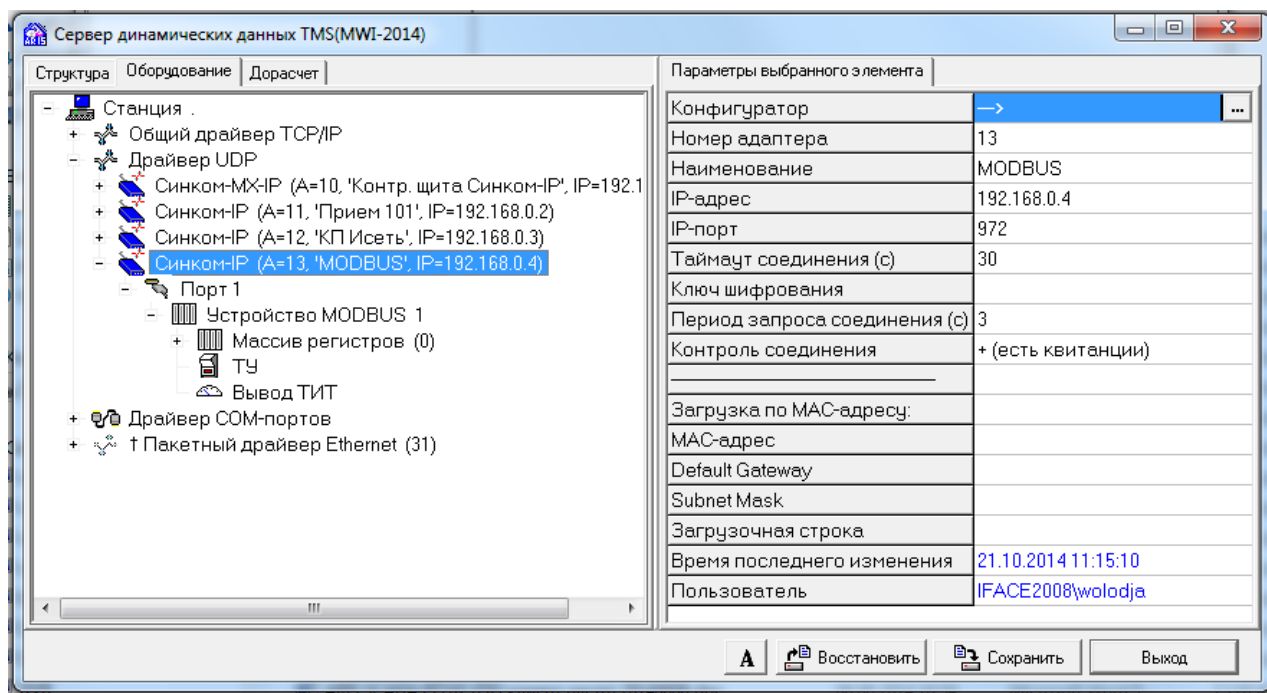 Сервер динамических данных TMS(MWI-2014)
Структура Оборудование Дорасчет
Станция .
Общий драйвер TCP/IP
Драйвер UDP
Синком-MX-IP (A=10, 'Контр. щита Синком-IP', IP=192.1
Синком-IP (A=11, 'Прием 101', IP=192.168.0.2)
Синком-IP (A=12, 'КП Исеть', IP=192.168.0.3)
Синком-IP (A=13, 'MODBUS', IP=192.168.0.4)
Порт 1
Устройство MODBUS 1
Массив регистров (0)
ТУ
Вывод ТИТ
Драйвер COM-портов
† Пакетный драйвер Ethernet (31)
Параметры выбранного элемента
Конфигуратор —> ...
Номер адаптера 13
Наименование MODBUS
IP-адрес 192.168.0.4
IP-порт 972
Таймаут соединения (с) 30
Ключ шифрования
Период запроса соединения (с) 3
Контроль соединения + (есть квитанции)
Загрузка по MAC-адресу:
MAC-адрес
Default Gateway
Subnet Mask
Загрузочная строка
Время последнего изменения 21.10.2014 11:15:10
Пользователь IFACE2008\wolodja
A Восстановить Сохранить Выход